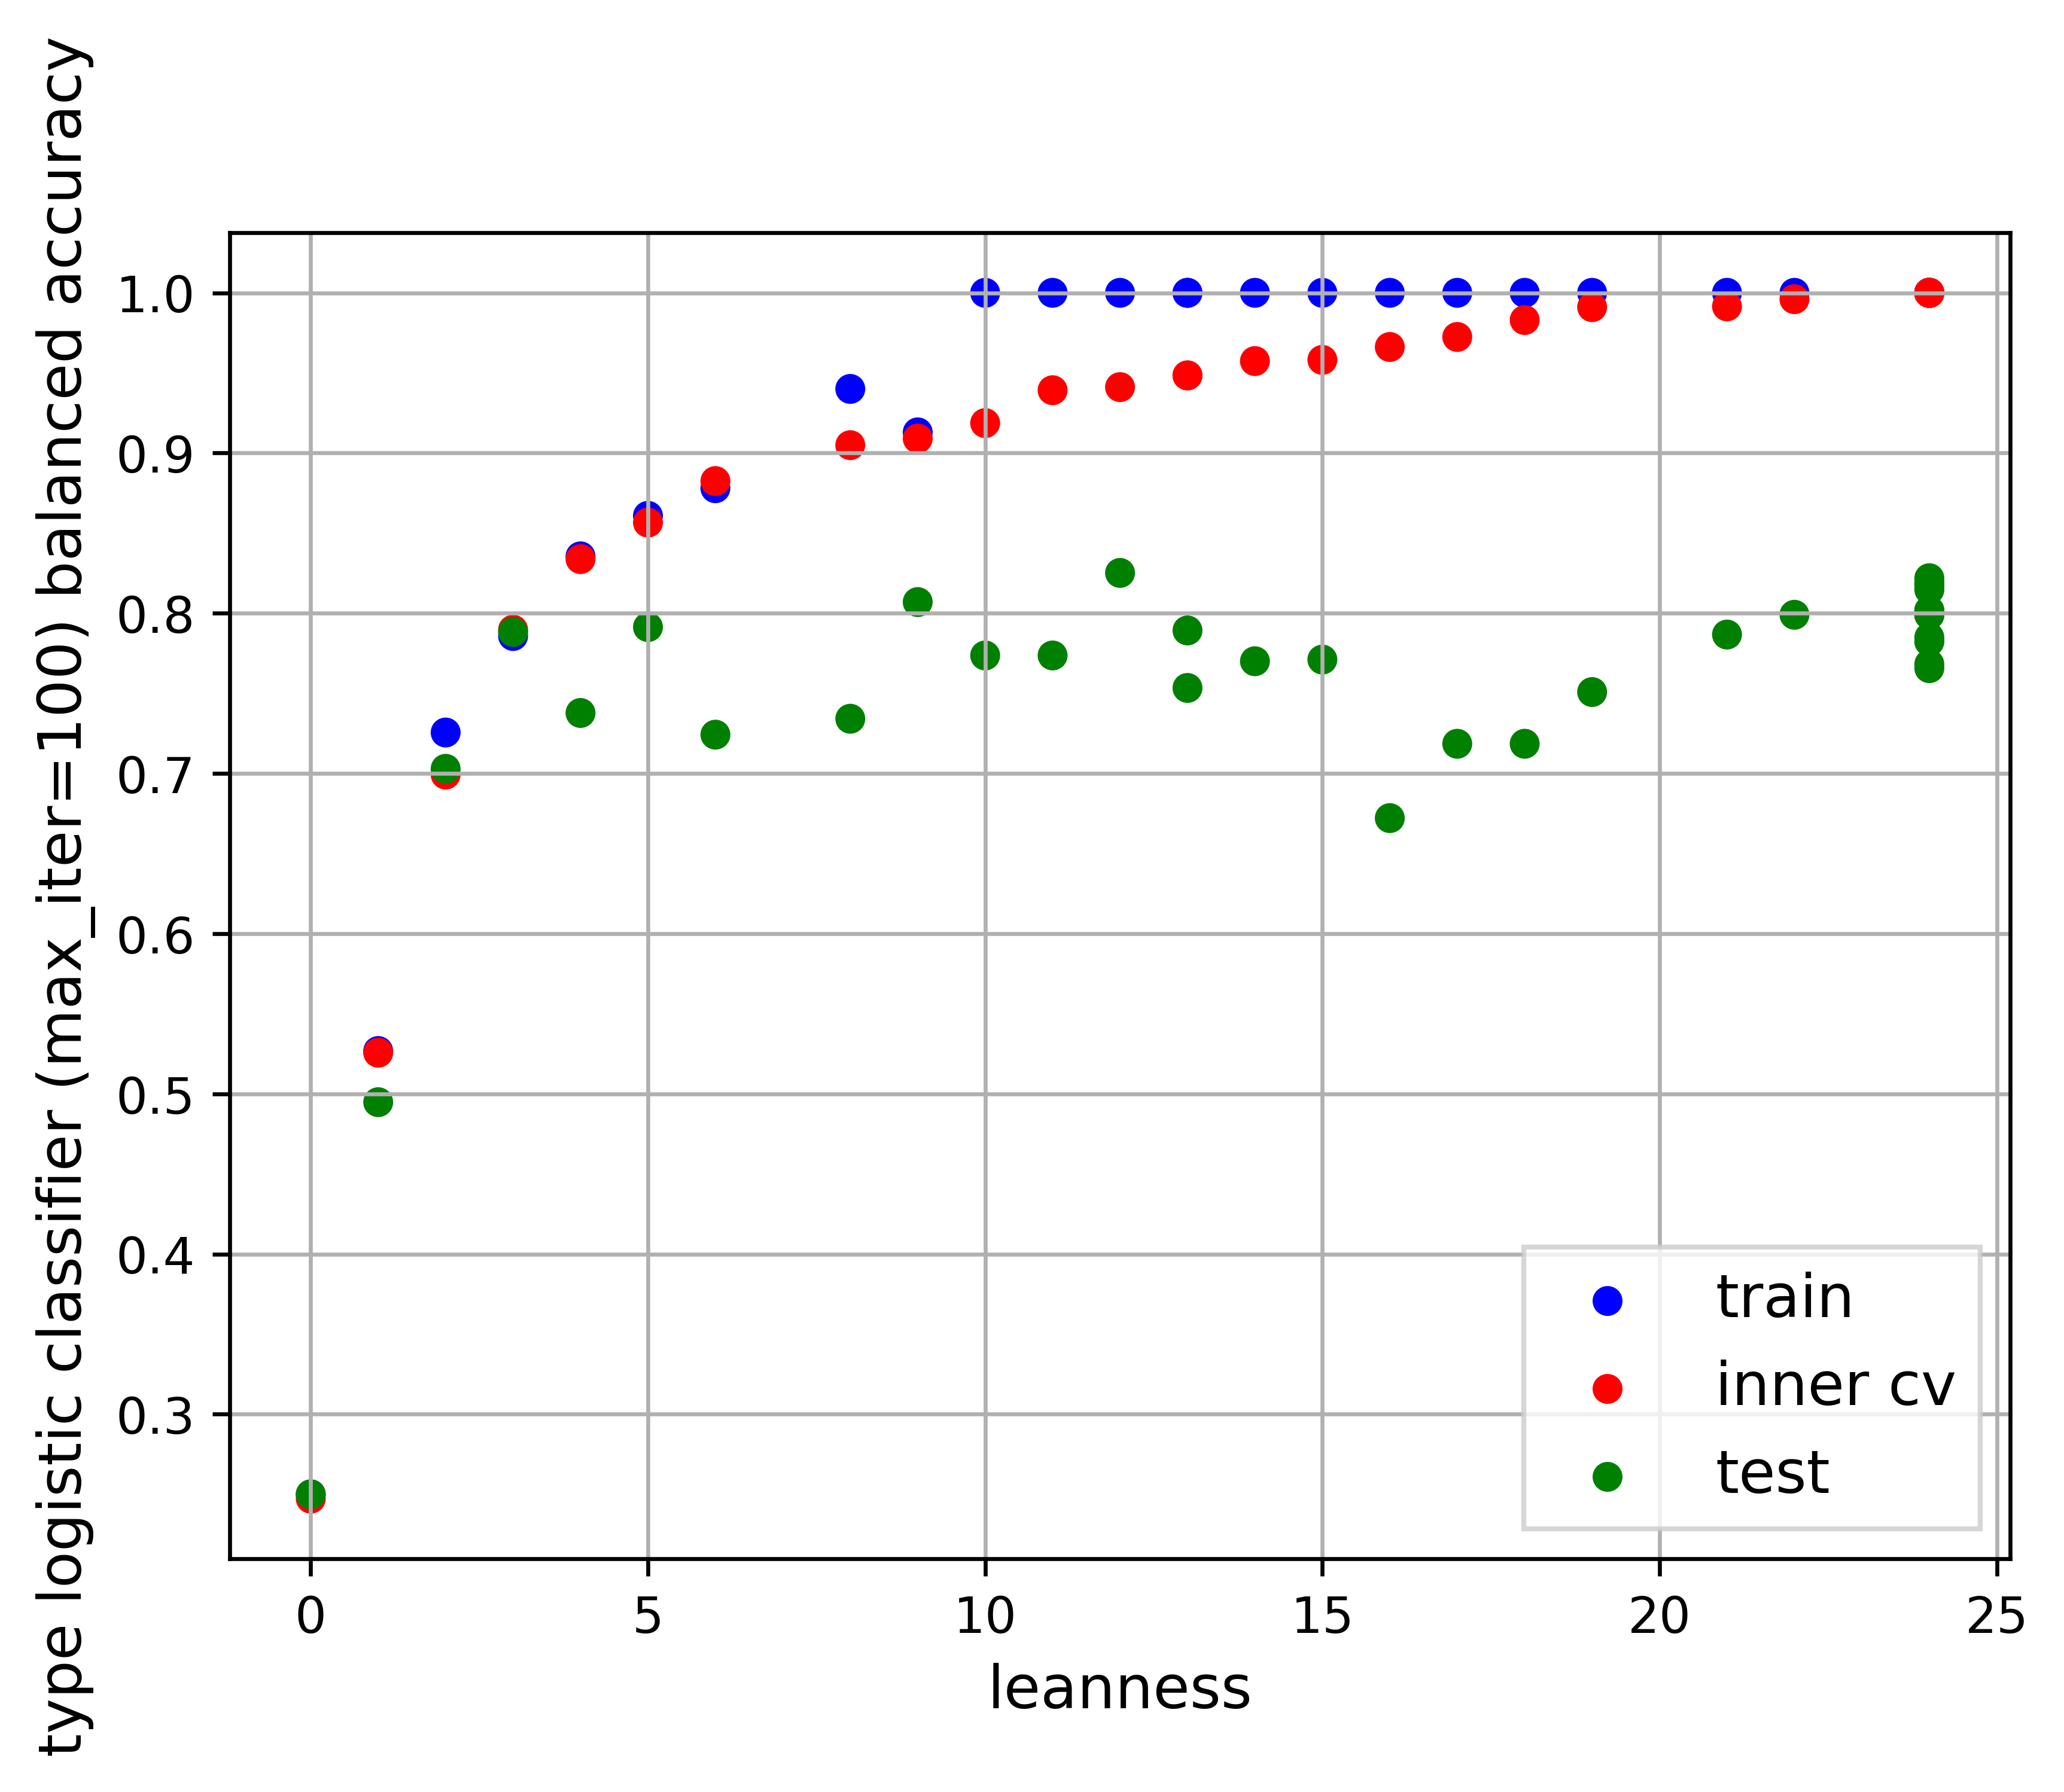 type logistic classifier (max_iter=100) balanced accuracy
1.0
0.9
0.8
0.7
0.6
0.5
0.4
0.3
0 5 10 15 20 25
leanness
train
inner cv
test